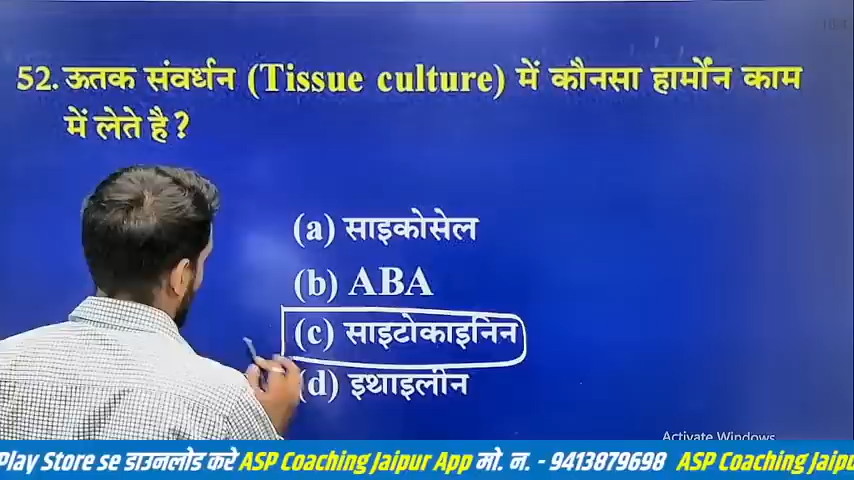 52. ऊतक संवर्धन (Tissue culture) में कौनसा हार्मोंन काम
में लेते है?
(a) साइकोसेल
(b) ABA
(c) साइटोकाइनिन
(d) इथाइलीन
Activate Windows
Play Store se डाउनलोड करे ASP Coaching Jaipur App मो. न. - 9413879698 ASP Coaching Jaipu